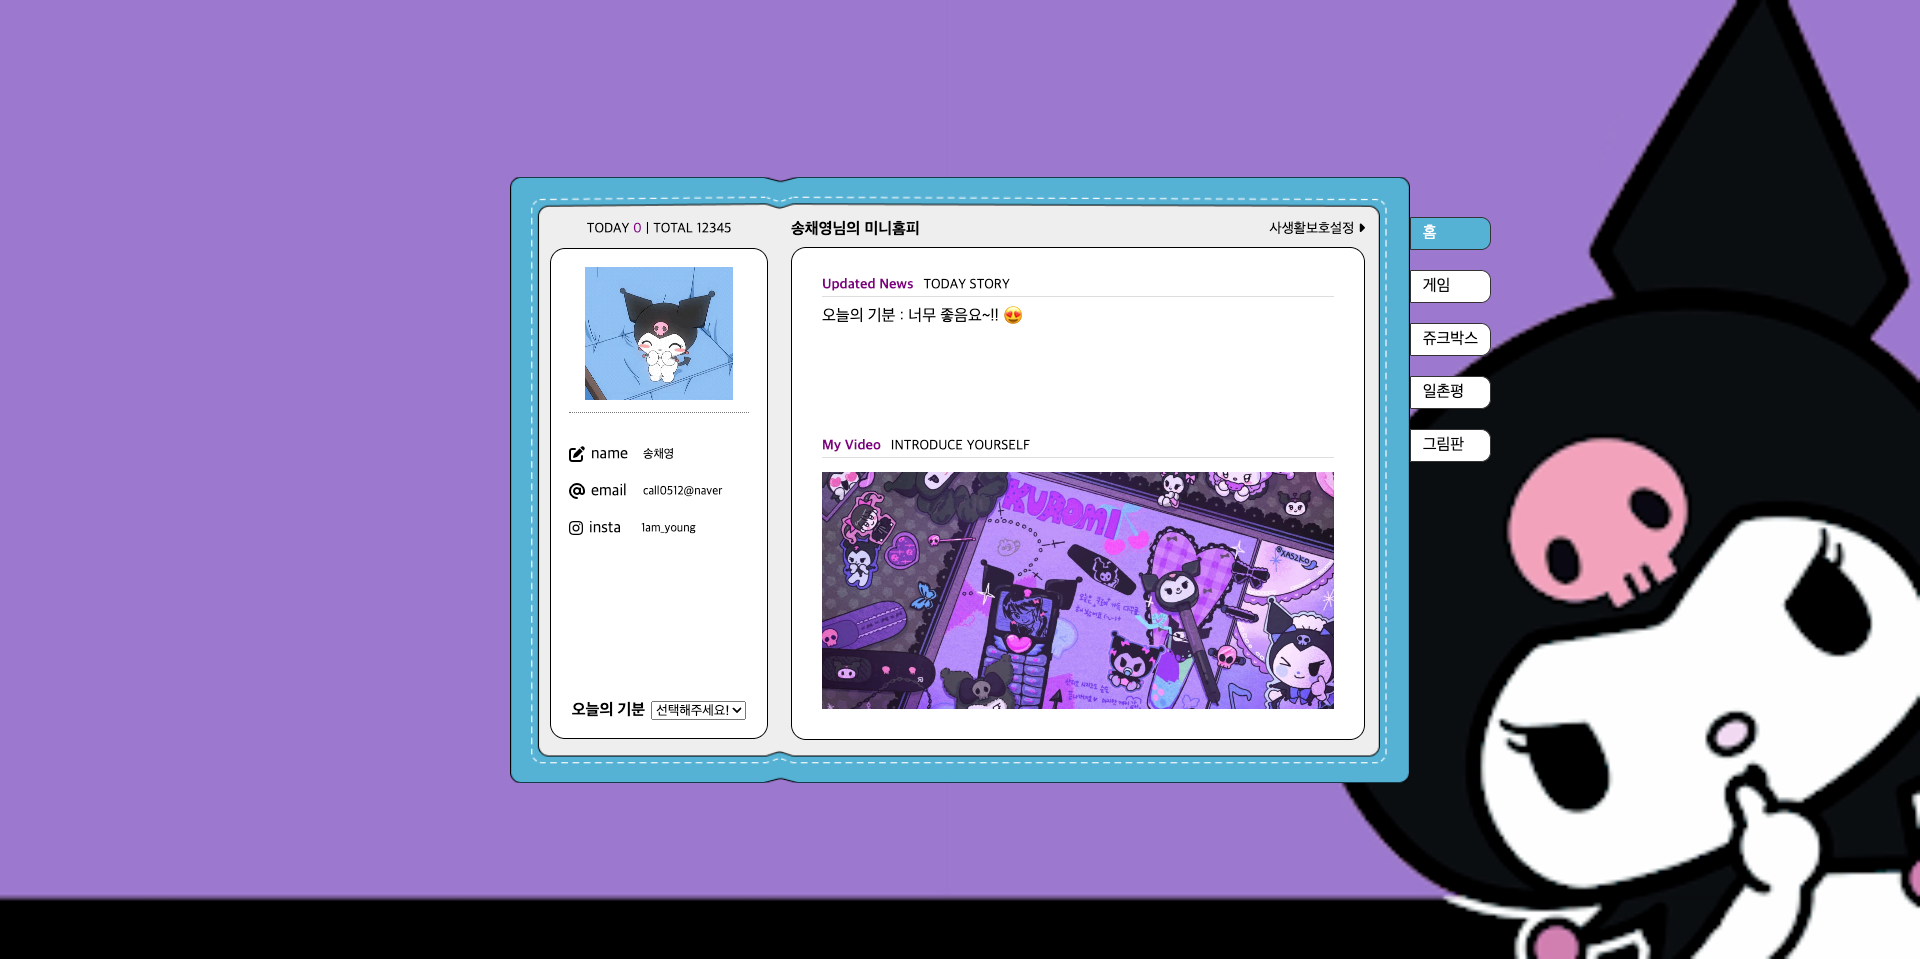 TODAY 0 | TOTAL 12345
송채영님의 미니홈피
사생활보호설정
홈
게임
쥬크박스
일촌평
그림판
name 송채영
email call0512@naver
insta 1am_young
오늘의 기분 선택해주세요!
Updated News TODAY STORY
오늘의 기분 : 너무 좋음요~!! 😍
My Video INTRODUCE YOURSELF
KUROMI